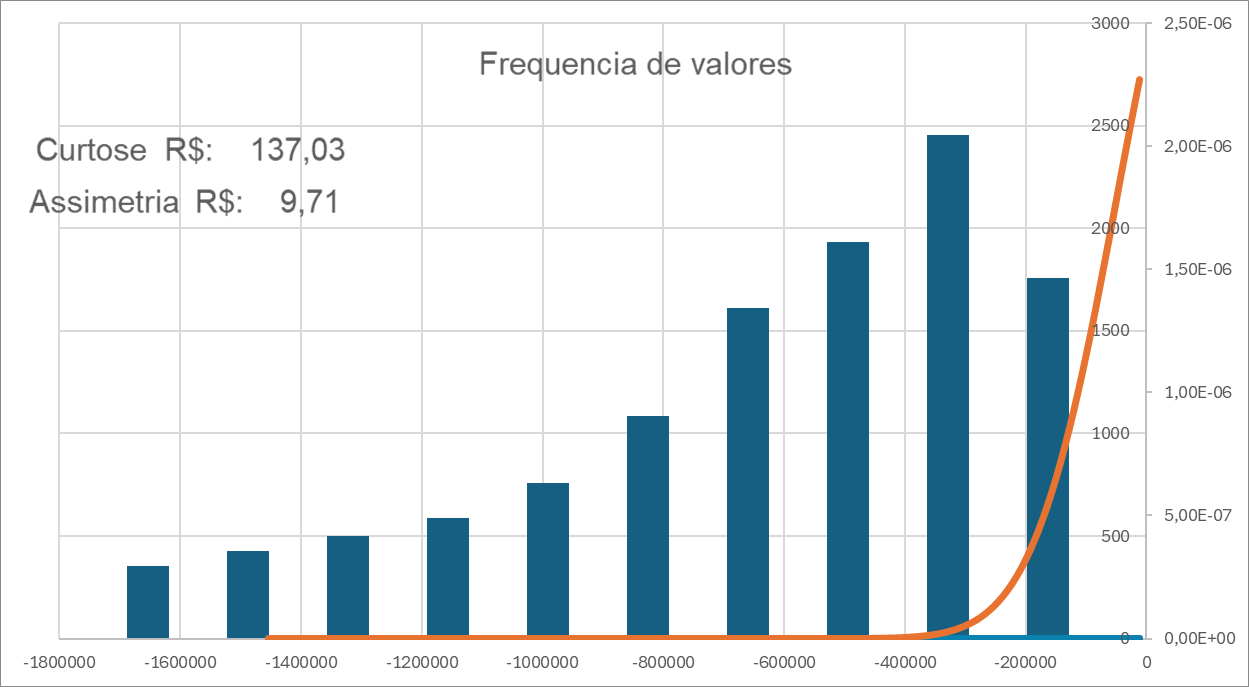 Frequencia de valores
Curtose R$: 137,03
Assimetria R$: 9,71
3000
2500
2000
1500
1000
500
0
2,50E-06
2,00E-06
1,50E-06
1,00E-06
5,00E-07
0,00E+00
-1800000 -1600000 -1400000 -1200000 -1000000 -800000 -600000 -400000 -200000 0